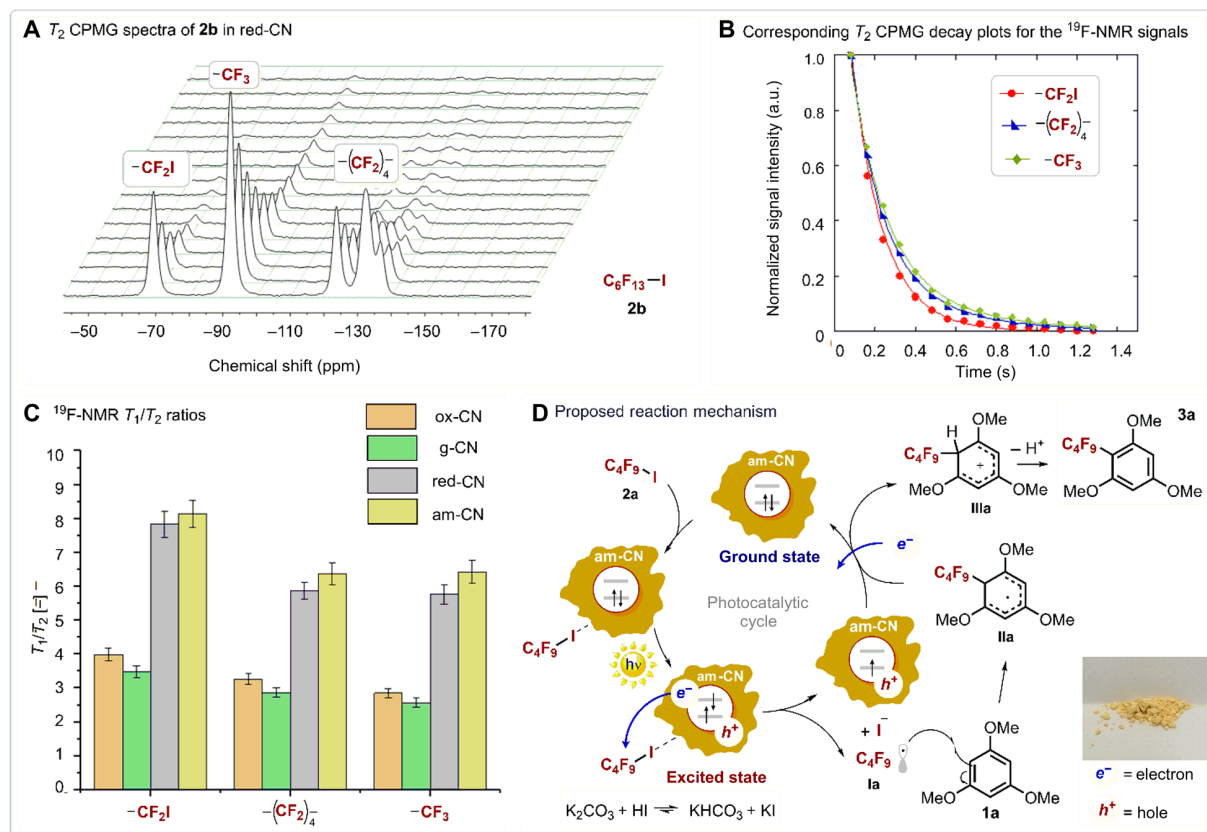 A T₂ CPMG spectra of 2b in red-CN
−CF₃
−CF₂I
−(CF₂)₄−
C₆F₁₃−I
2b
−50 −70 −90 −110 −130 −150 −170
Chemical shift (ppm)
B Corresponding T₂ CPMG decay plots for the ¹⁹F-NMR signals
Normalized signal intensity (a.u.)
1.0
0.8
0.6
0.4
0.2
0
−CF₂I
−(CF₂)₄−
−CF₃
0 0.2 0.4 0.6 0.8 1.0 1.2 1.4
Time (s)
C ¹⁹F-NMR T₁/T₂ ratios
ox-CN
g-CN
red-CN
am-CN
T₁/T₂ [=] −
10
9
8
7
6
5
4
3
2
1
0
−CF₂I −(CF₂)₄− −CF₃
D Proposed reaction mechanism
C₄F₉−I
2a
am-CN
Ground state
am-CN
C₄F₉−I
hν
am-CN
e⁻
h⁺
C₄F₉−I
Excited state
Photocatalytic
cycle
am-CN
h⁺
+ I⁻
C₄F₉
Ia
e⁻
H
OMe
C₄F₉
+
MeO
OMe
IIIa
− H⁺
3a
OMe
C₄F₉
MeO
OMe
OMe
C₄F₉
MeO
OMe
IIa
OMe
MeO
OMe
1a
K₂CO₃ + HI ⇌ KHCO₃ + KI
e⁻ = electron
h⁺ = hole